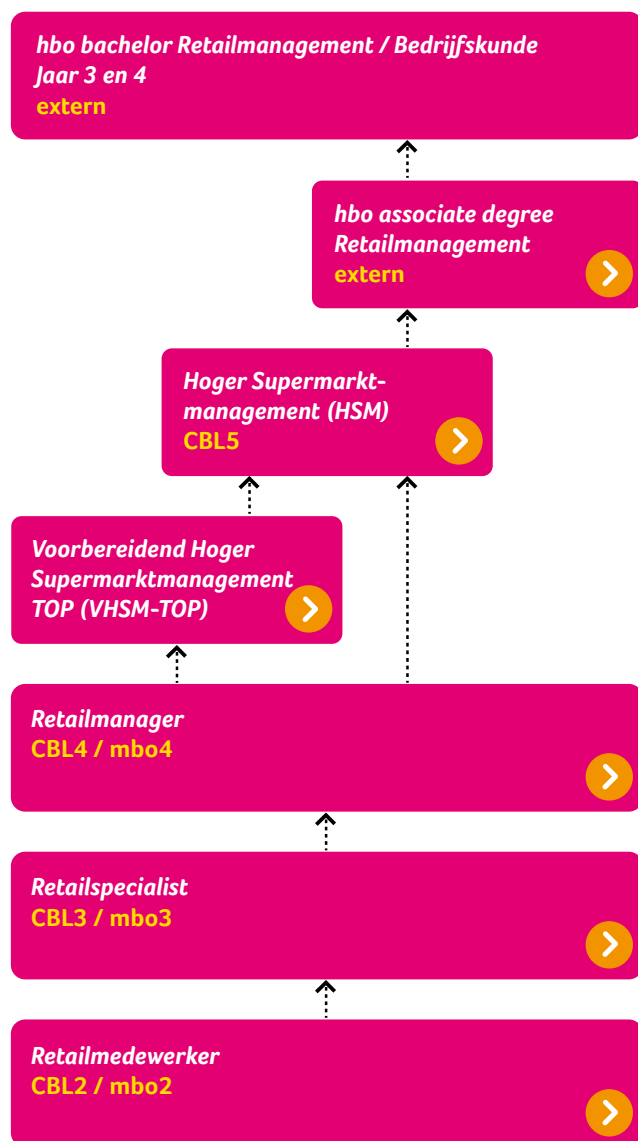 hbo bachelor Retailmanagement / Bedrijfskunde
Jaar 3 en 4
extern
hbo associate degree
Retailmanagement
extern
Hoger Supermarkt-
management (HSM)
CBL5
Voorbereidend Hoger
Supermarktmanagement
TOP (VHSM-TOP)
Retailmanager
CBL4 / mbo4
Retailspecialist
CBL3 / mbo3
Retailmedewerker
CBL2 / mbo2